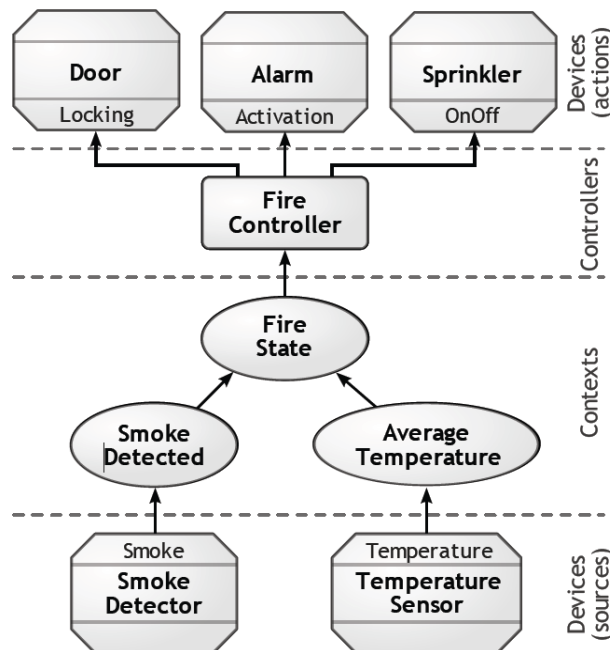 Door
Locking
Alarm
Activation
Sprinkler
OnOff
Devices
(actions)
Fire
Controller
Controllers
Fire
State
Smoke
Detected
Average
Temperature
Contexts
Smoke
Smoke
Detector
Temperature
Temperature
Sensor
Devices
(sources)